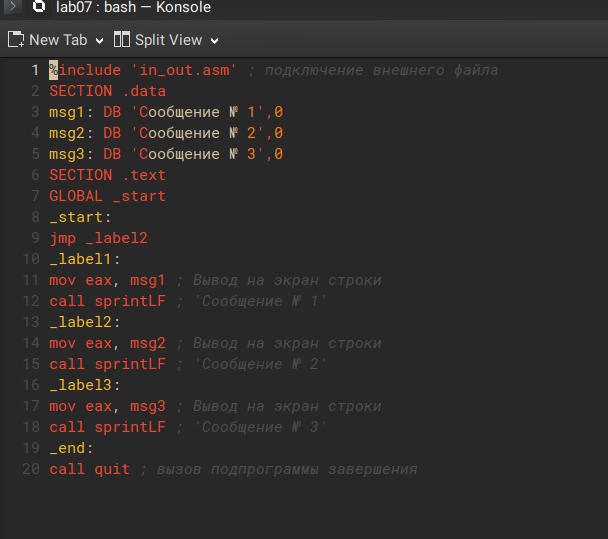 lab07 : bash — Konsole
New Tab Split View
1 %include 'in_out.asm' ; подключение внешнего файла
2 SECTION .data
3 msg1: DB 'Сообщение № 1',0
4 msg2: DB 'Сообщение № 2',0
5 msg3: DB 'Сообщение № 3',0
6 SECTION .text
7 GLOBAL _start
8 _start:
9 jmp _label2
10 _label1:
11 mov eax, msg1 ; Вывод на экран строки
12 call sprintLF ; 'Сообщение № 1'
13 _label2:
14 mov eax, msg2 ; Вывод на экран строки
15 call sprintLF ; 'Сообщение № 2'
16 _label3:
17 mov eax, msg3 ; Вывод на экран строки
18 call sprintLF ; 'Сообщение № 3'
19 _end:
20 call quit ; вызов подпрограммы завершения